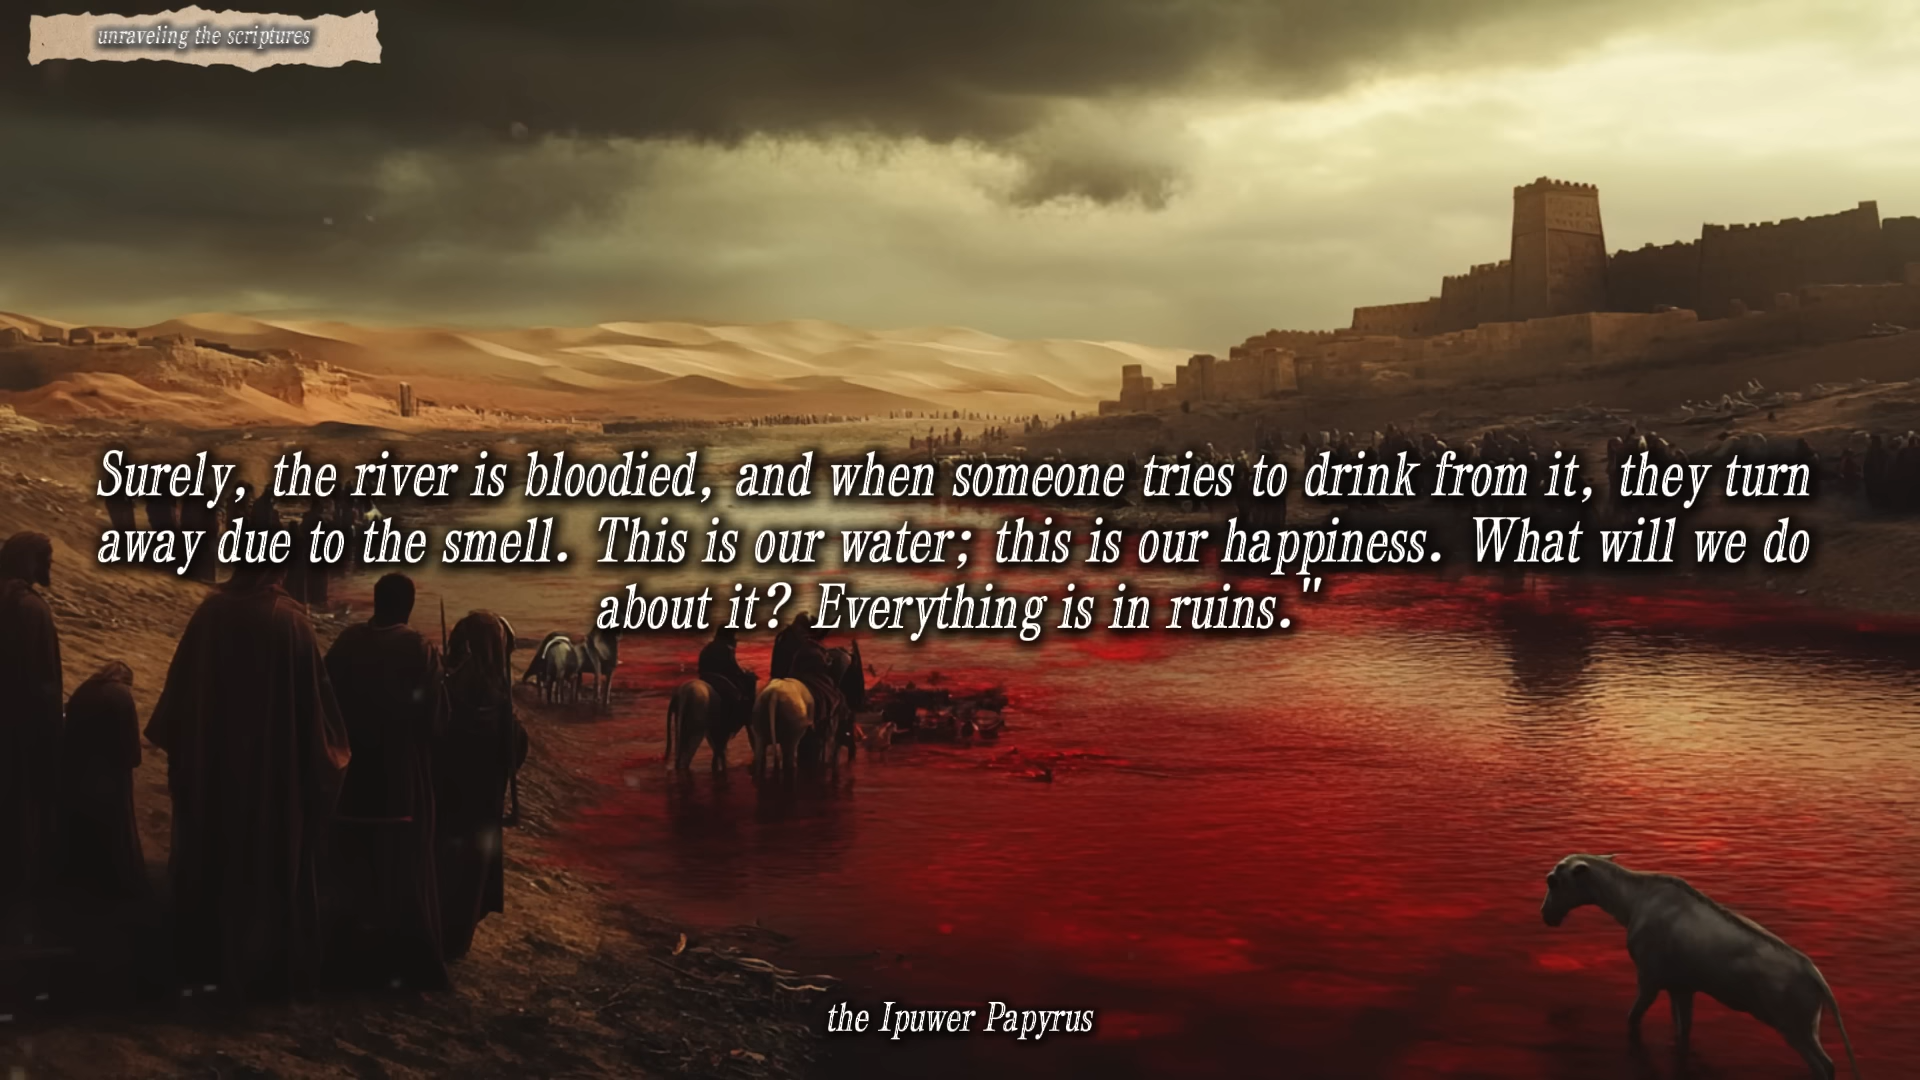 unraveling the scriptures
Surely, the river is bloodied, and when someone tries to drink from it, they turn
away due to the smell. This is our water; this is our happiness. What will we do
about it? Everything is in ruins."
the Ipuwer Papyrus